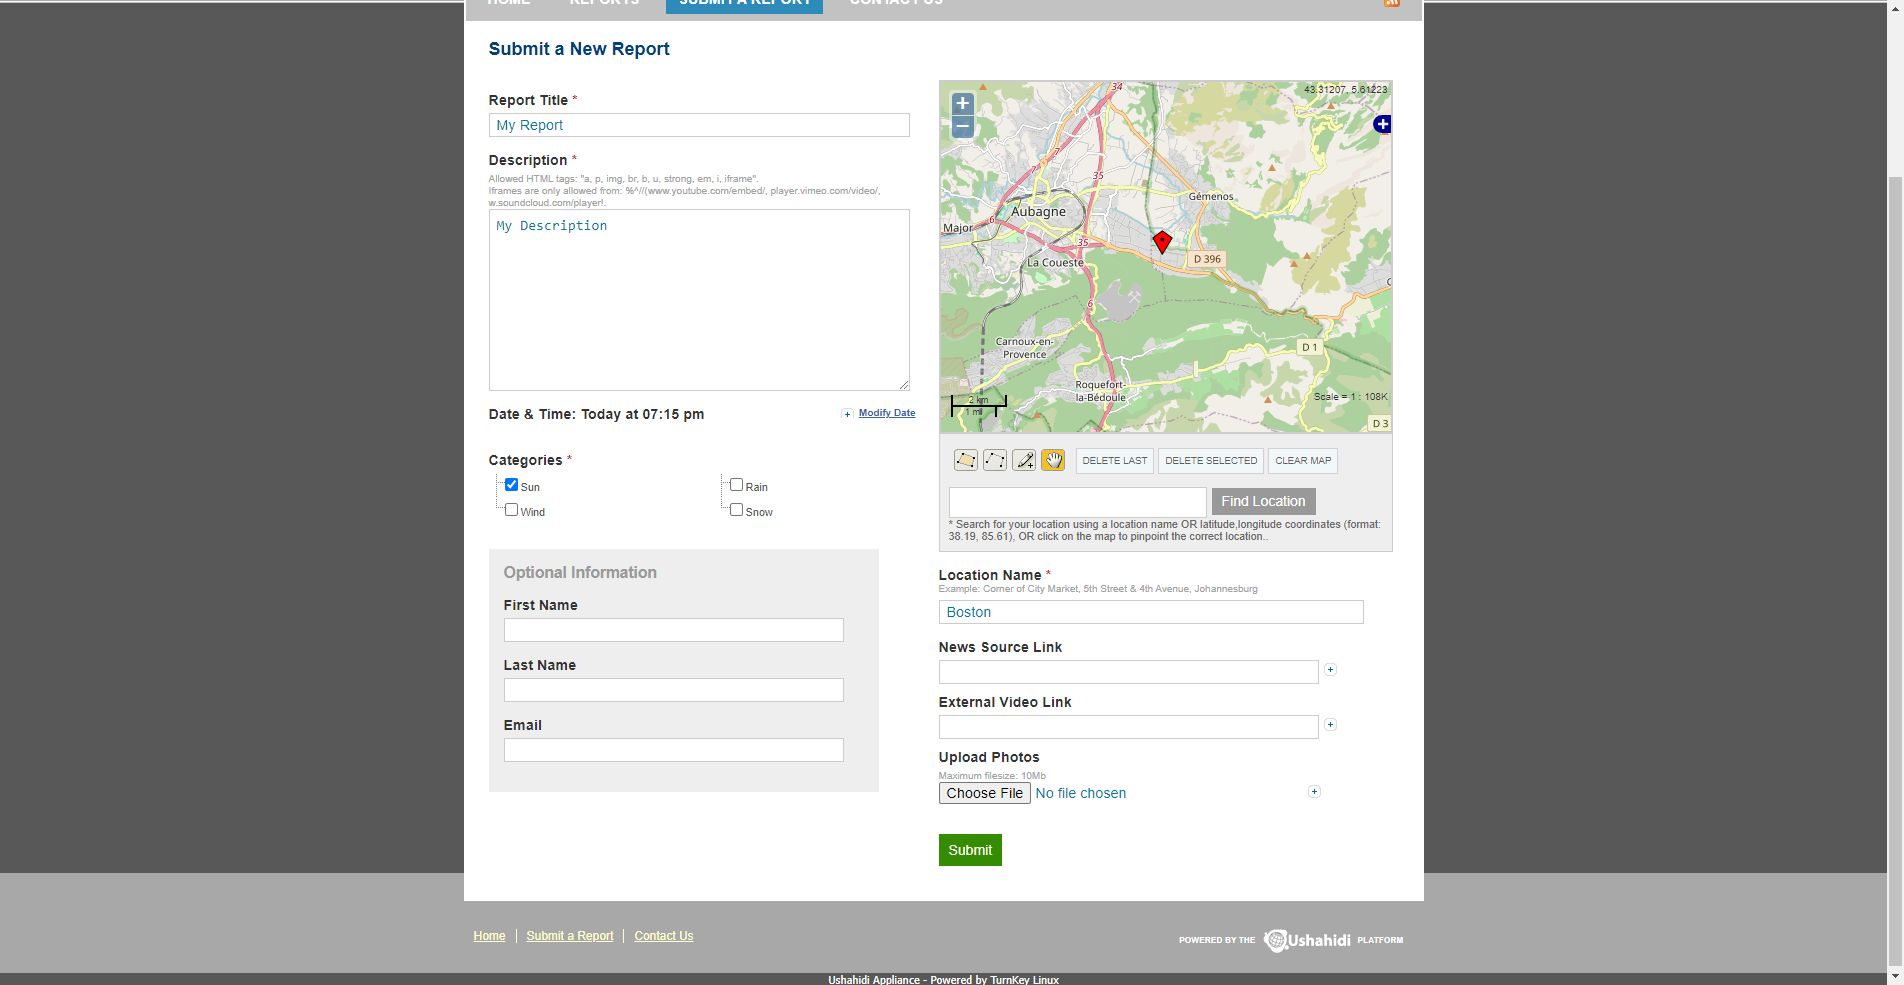 HOME REPORTS SUBMIT A REPORT CONTACT US
Submit a New Report
Report Title *
My Report
Description *
Allowed HTML tags: "a, p, img, br, b, u, strong, em, i, iframe".
Iframes are only allowed from: %^//(www.youtube.com/embed/, player.vimeo.com/video/,
w.soundcloud.com/player!.
My Description
Date & Time: Today at 07:15 pm
Modify Date
Categories *
Sun
Rain
Wind
Snow
Optional Information
First Name
Last Name
Email
43.31207, 5.61223
34
7
7
35
Gémenos
Aubagne
6
Major
35
La Coueste
D 396
6
Carnoux-en-
Provence
D 1
Roquefort-
la-Bédoule
2 km
1 mi
Scale = 1 : 108K
D 3
DELETE LAST DELETE SELECTED CLEAR MAP
Find Location
* Search for your location using a location name OR latitude,longitude coordinates (format:
38.19, 85.61), OR click on the map to pinpoint the correct location..
Location Name *
Example: Corner of City Market, 5th Street & 4th Avenue, Johannesburg
Boston
News Source Link
External Video Link
Upload Photos
Maximum filesize: 10Mb
Choose File No file chosen
Submit
Home Submit a Report Contact Us
POWERED BY THE Ushahidi PLATFORM
Ushahidi Appliance - Powered by TurnKey Linux